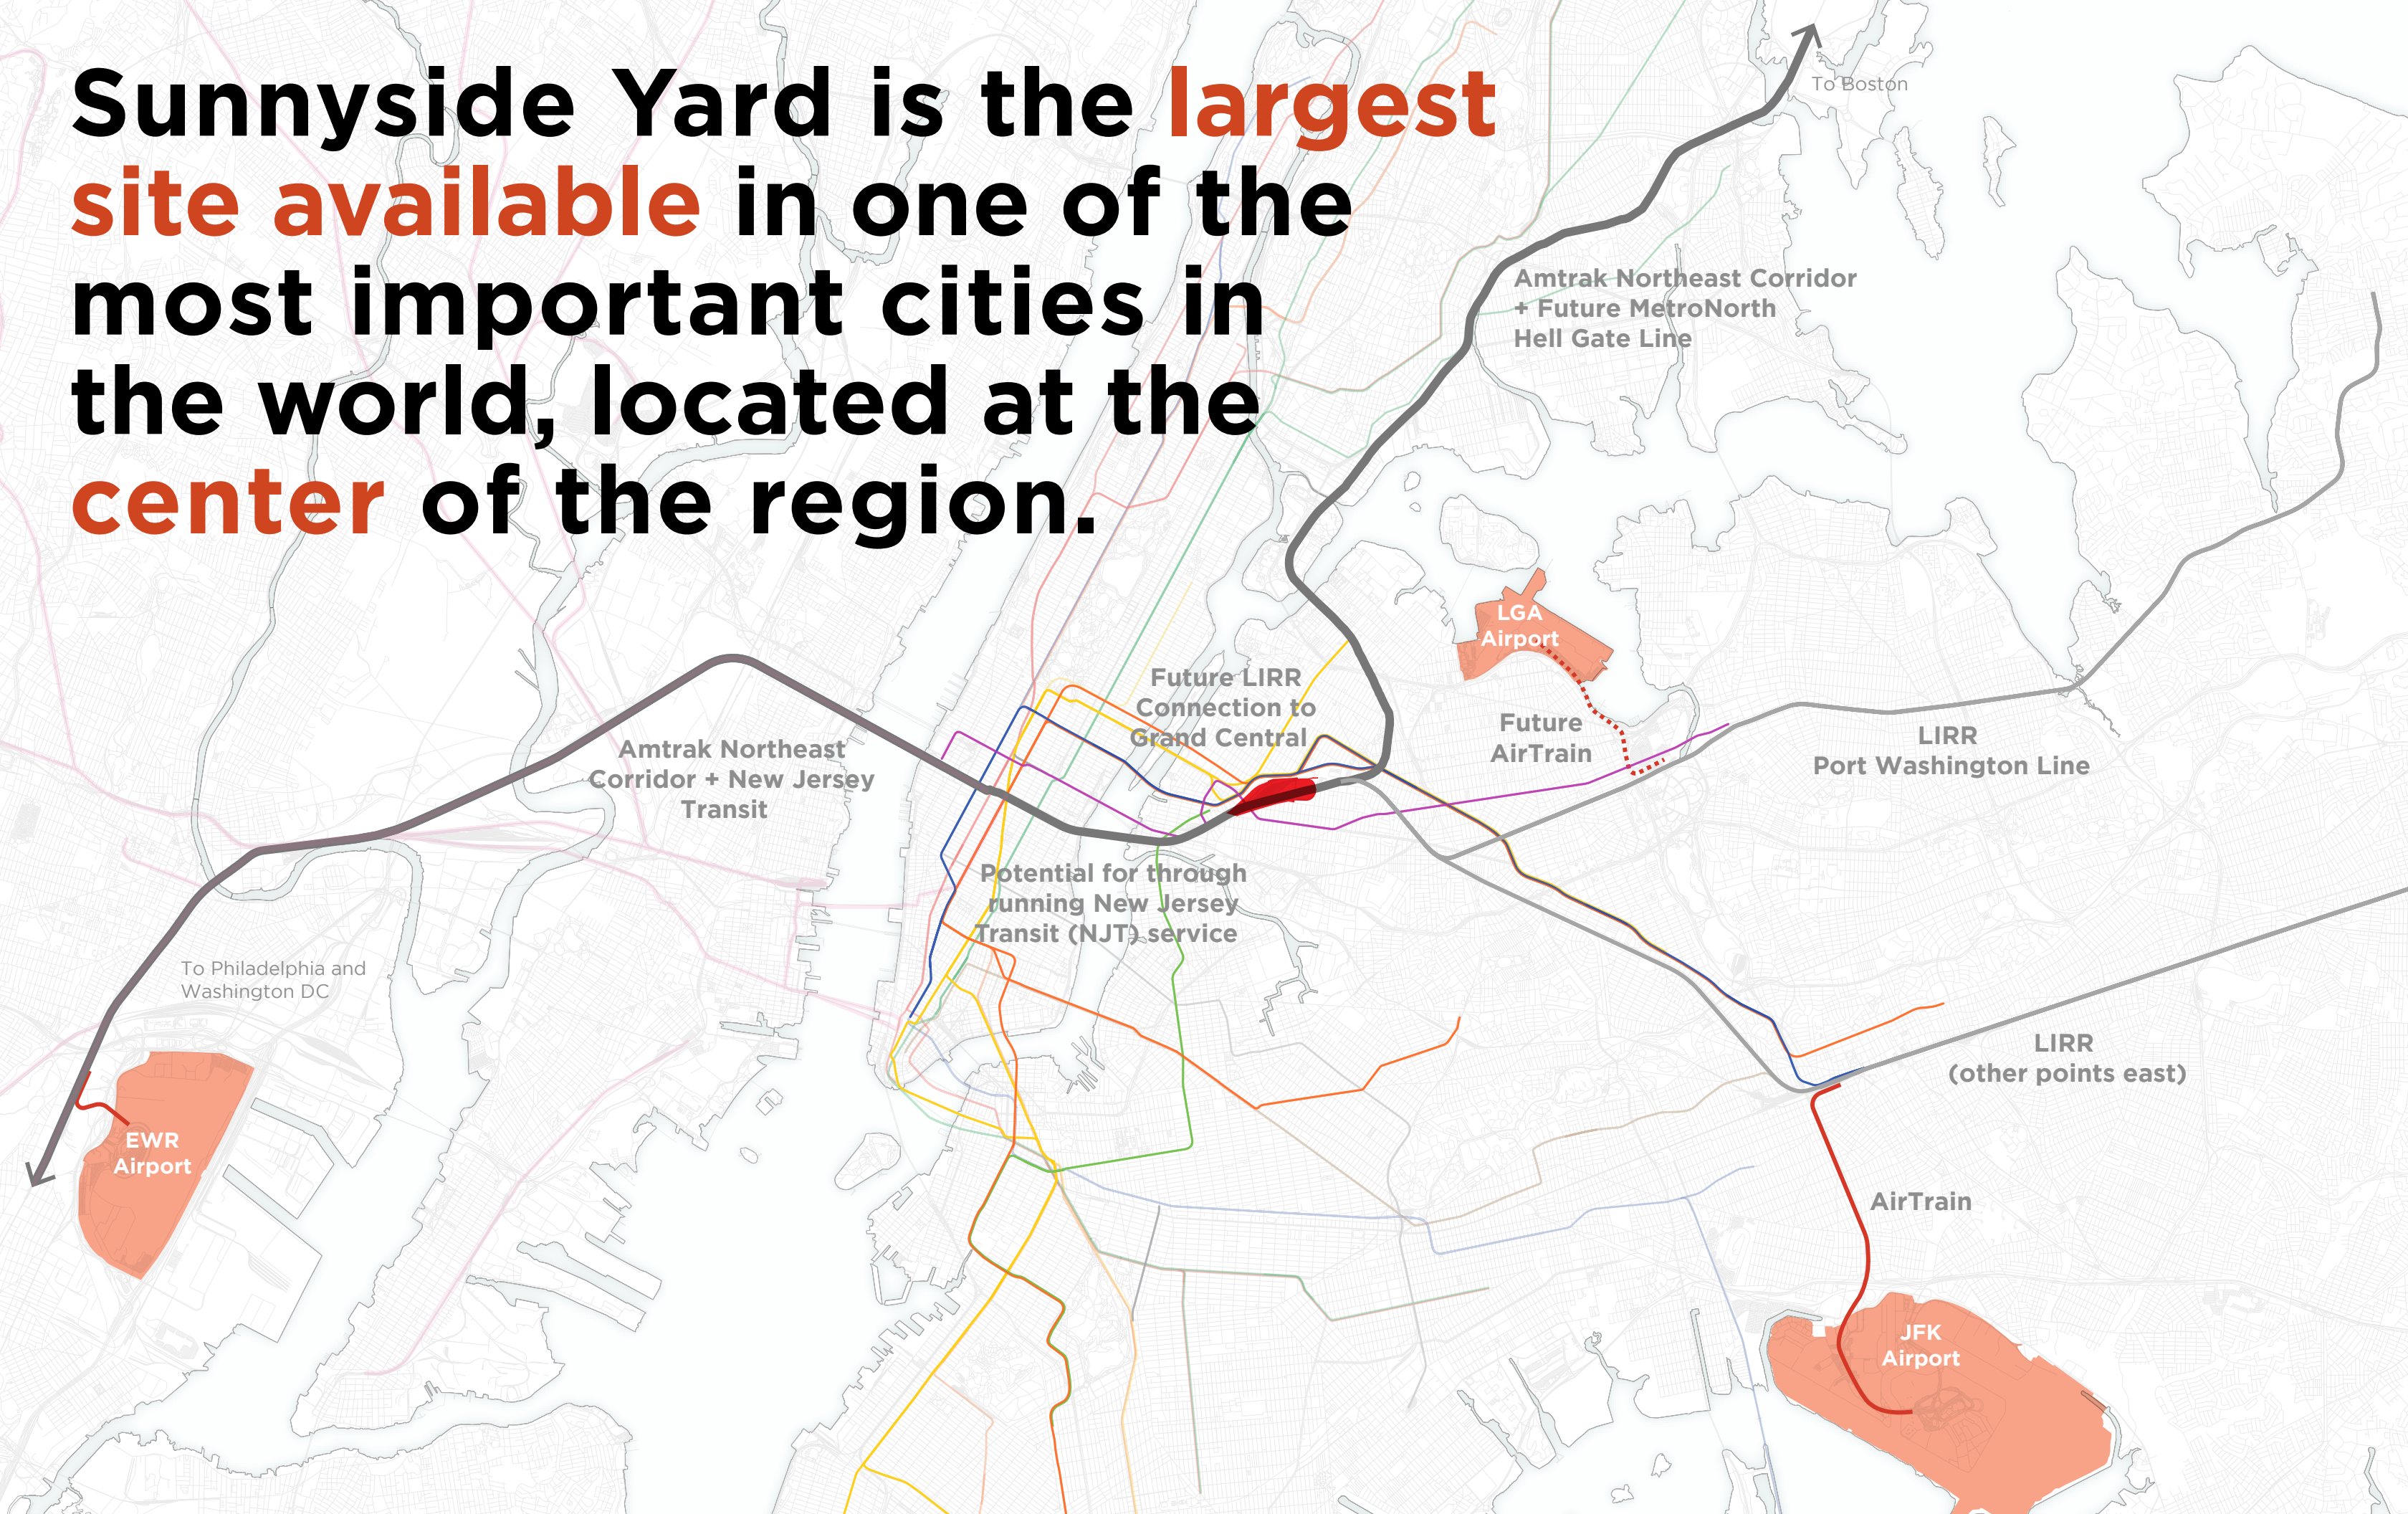 Sunnyside Yard is the largest
site available in one of the
most important cities in
the world, located at the
center of the region.
To Boston
Amtrak Northeast Corridor
+ Future MetroNorth
Hell Gate Line
LGA
Airport
Future LIRR
Connection to
Grand Central
Future
AirTrain
LIRR
Port Washington Line
Amtrak Northeast
Corridor + New Jersey
Transit
Potential for through
running New Jersey
Transit (NJT) service
To Philadelphia and
Washington DC
LIRR
(other points east)
EWR
Airport
AirTrain
JFK
Airport